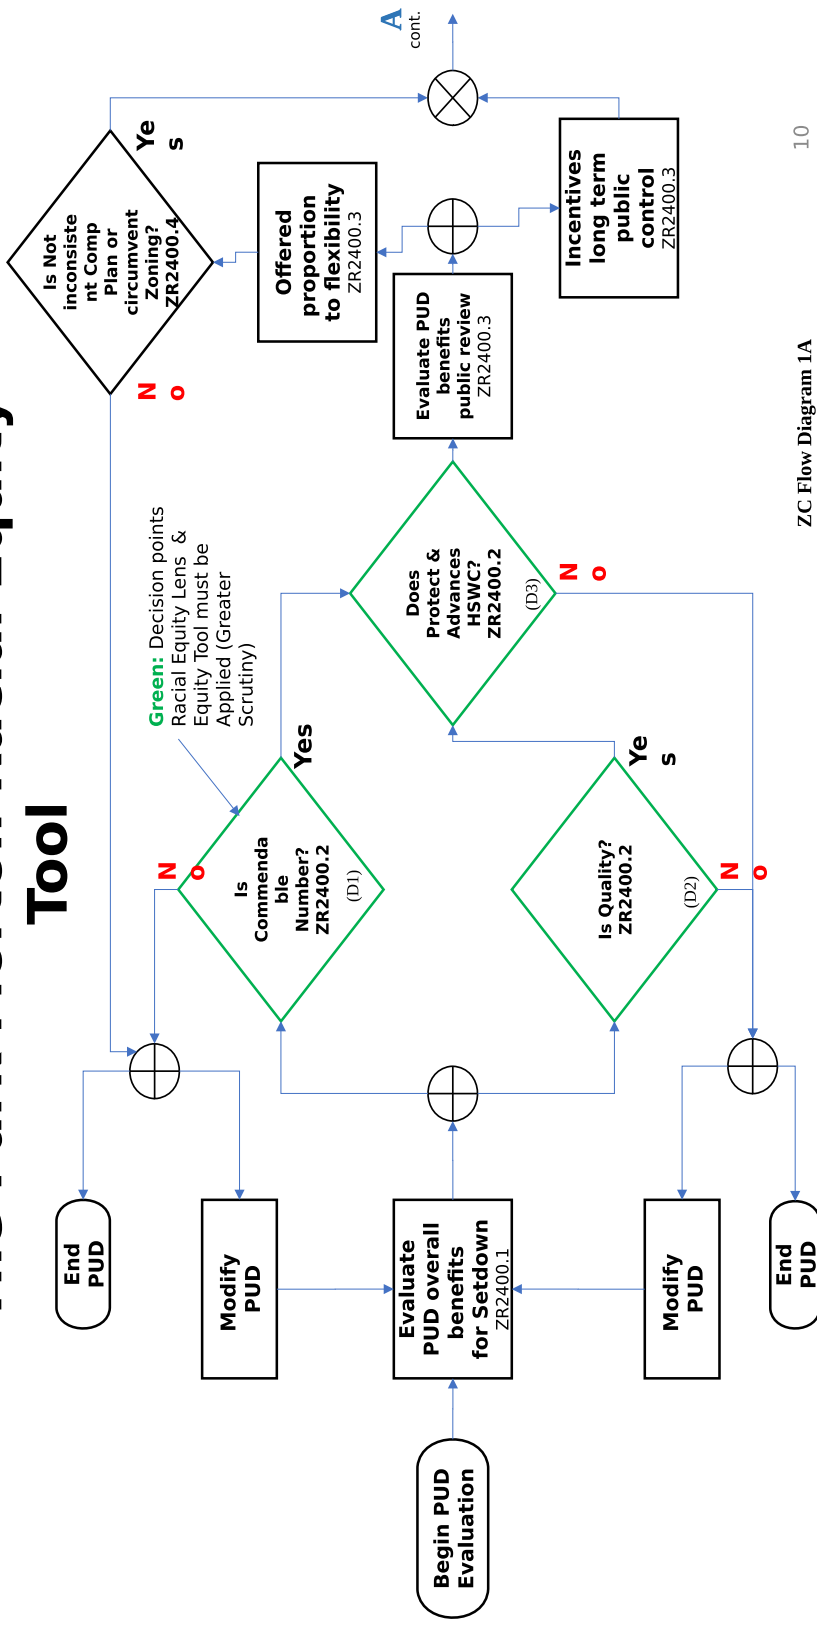 Tool
Begin PUD
Evaluation
Evaluate
PUD overall
benefits
for Setdown
ZR2400.1
End
PUD
Modify
PUD
Modify
PUD
End
PUD
Is
Commenda
ble
Number?
ZR2400.2
(D1)
N
o
Yes
Is Quality?
ZR2400.2
(D2)
N
o
Ye
s
Green: Decision points
Racial Equity Lens &
Equity Tool must be
Applied (Greater
Scrutiny)
Does
Protect &
Advances
HSWC?
ZR2400.2
(D3)
N
o
Evaluate PUD
benefits
public review
ZR2400.3
Offered
proportion
to flexibility
ZR2400.3
Incentives
long term
public
control
ZR2400.3
Is Not
inconsiste
nt Comp
Plan or
circumvent
Zoning?
ZR2400.4
N
o
Ye
s
A
cont.
ZC Flow Diagram 1A
10